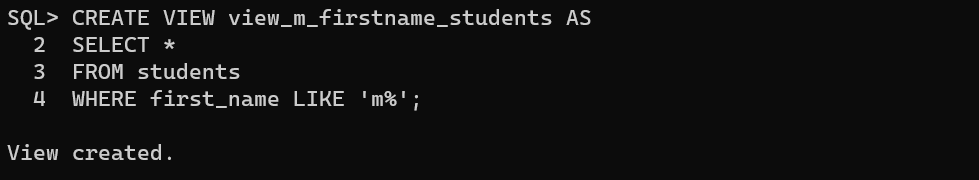 SQL> CREATE VIEW view_m_firstname_students AS
  2  SELECT *
  3  FROM students
  4  WHERE first_name LIKE 'm%';
View created.